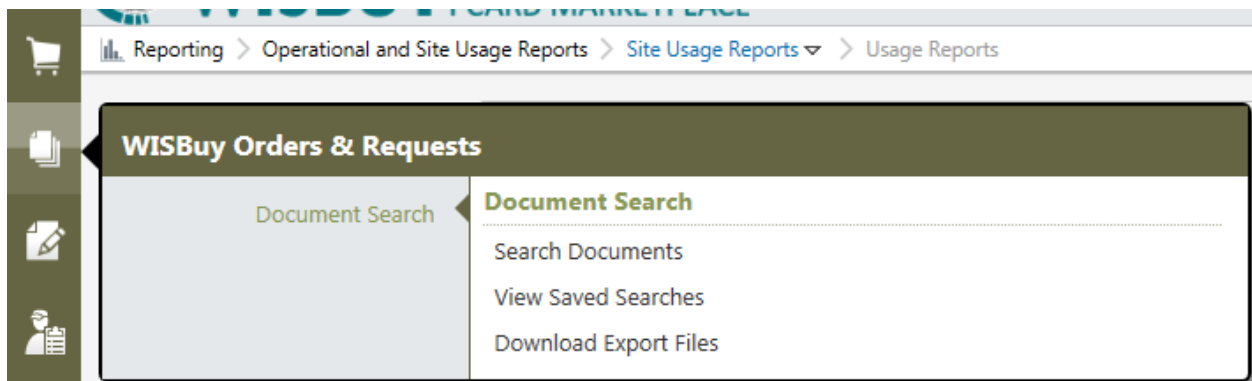 Reporting > Operational and Site Usage Reports > Site Usage Reports > Usage Reports
WISBuy Orders & Requests
Document Search
Document Search
Search Documents
View Saved Searches
Download Export Files